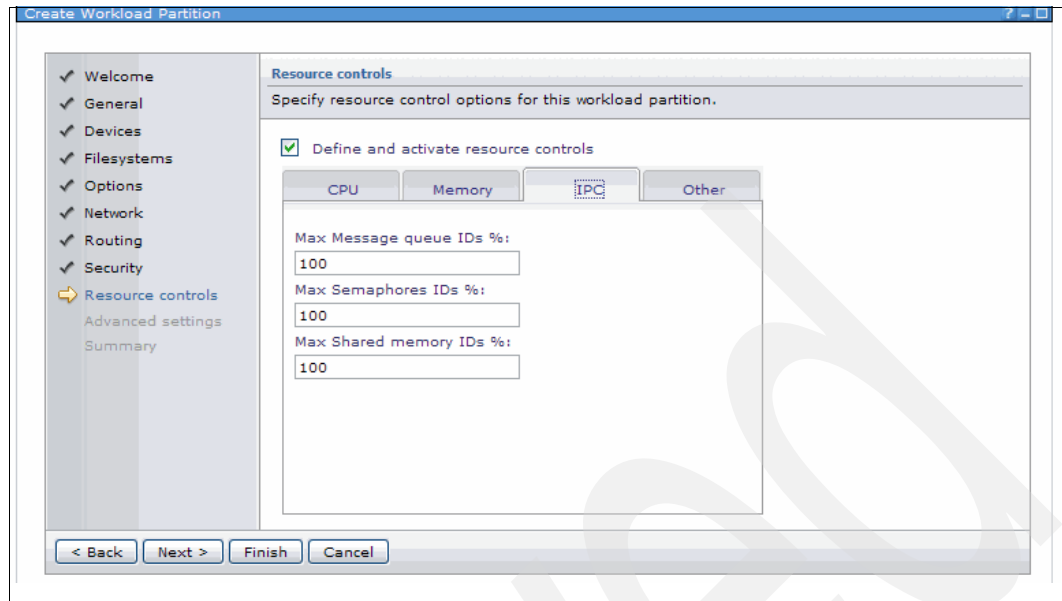 Create Workload Partition ? – □
Welcome
General
Devices
Filesystems
Options
Network
Routing
Security
Resource controls
Advanced settings
Summary
Resource controls
Specify resource control options for this workload partition.
Define and activate resource controls
CPU Memory IPC Other
Max Message queue IDs %:
100
Max Semaphores IDs %:
100
Max Shared memory IDs %:
100
< Back Next > Finish Cancel